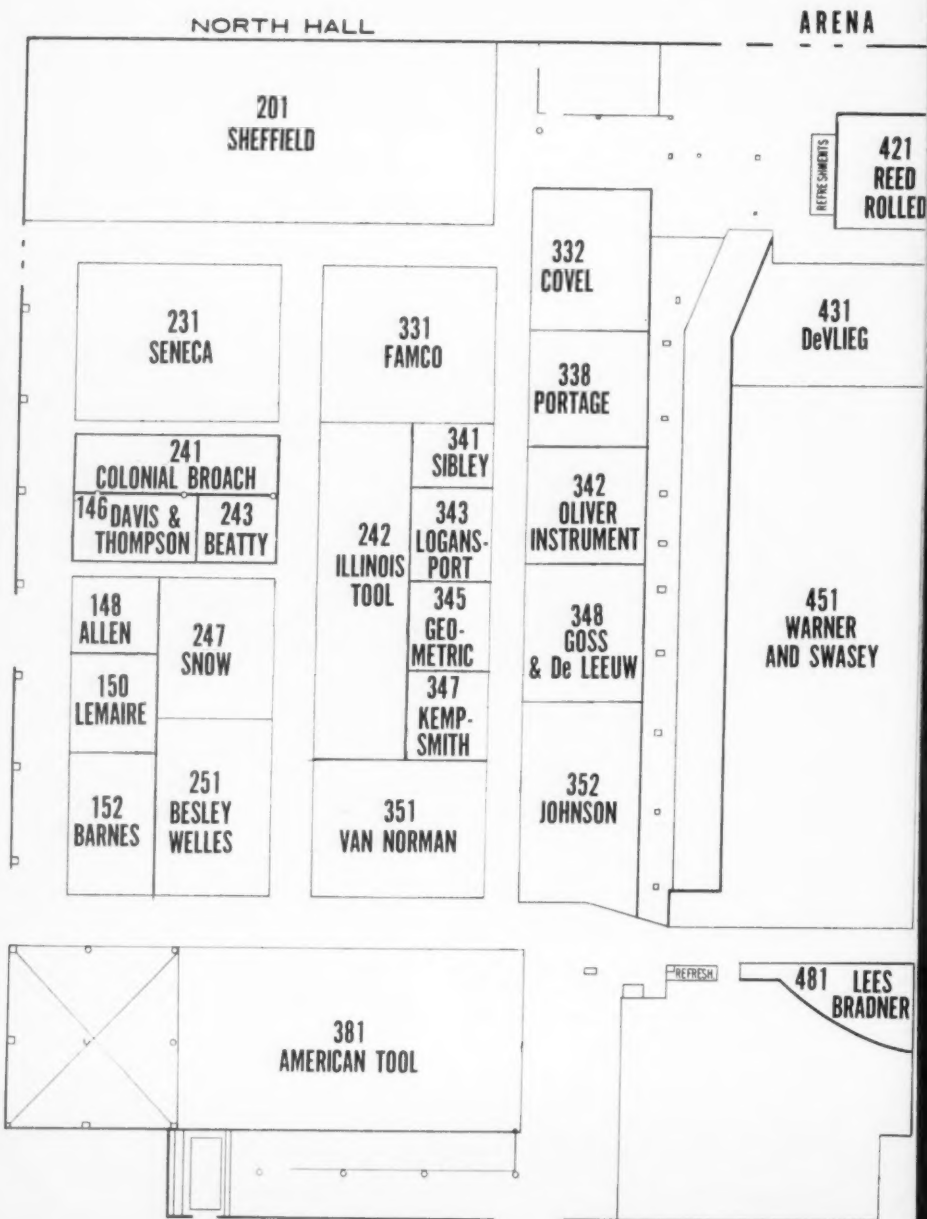 NORTH HALL
ARENA
201
SHEFFIELD
REFRESHMENTS
421
REED
ROLLED
332
COVEL
231
SENECA
331
FAMCO
431
DeVLIEG
338
PORTAGE
241
COLONIAL BROACH
341
SIBLEY
146 DAVIS &
THOMPSON
243
BEATTY
242
ILLINOIS
TOOL
343
LOGANS-
PORT
342
OLIVER
INSTRUMENT
148
ALLEN
247
SNOW
345
GEO-
METRIC
348
GOSS
& De LEEUW
451
WARNER
AND SWASEY
150
LEMAIRE
347
KEMP-
SMITH
152
BARNES
251
BESLEY
WELLES
351
VAN NORMAN
352
JOHNSON
381
AMERICAN TOOL
REFRESH.
481 LEES
BRADNER